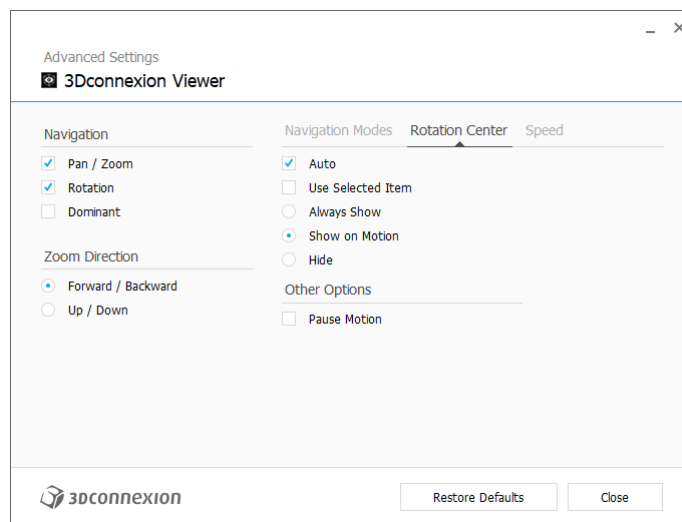 Advanced Settings
3Dconnexion Viewer
Navigation
Pan / Zoom
Rotation
Dominant
Zoom Direction
Forward / Backward
Up / Down
Navigation Modes Rotation Center Speed
Auto
Use Selected Item
Always Show
Show on Motion
Hide
Other Options
Pause Motion
3Dconnexion
Restore Defaults Close